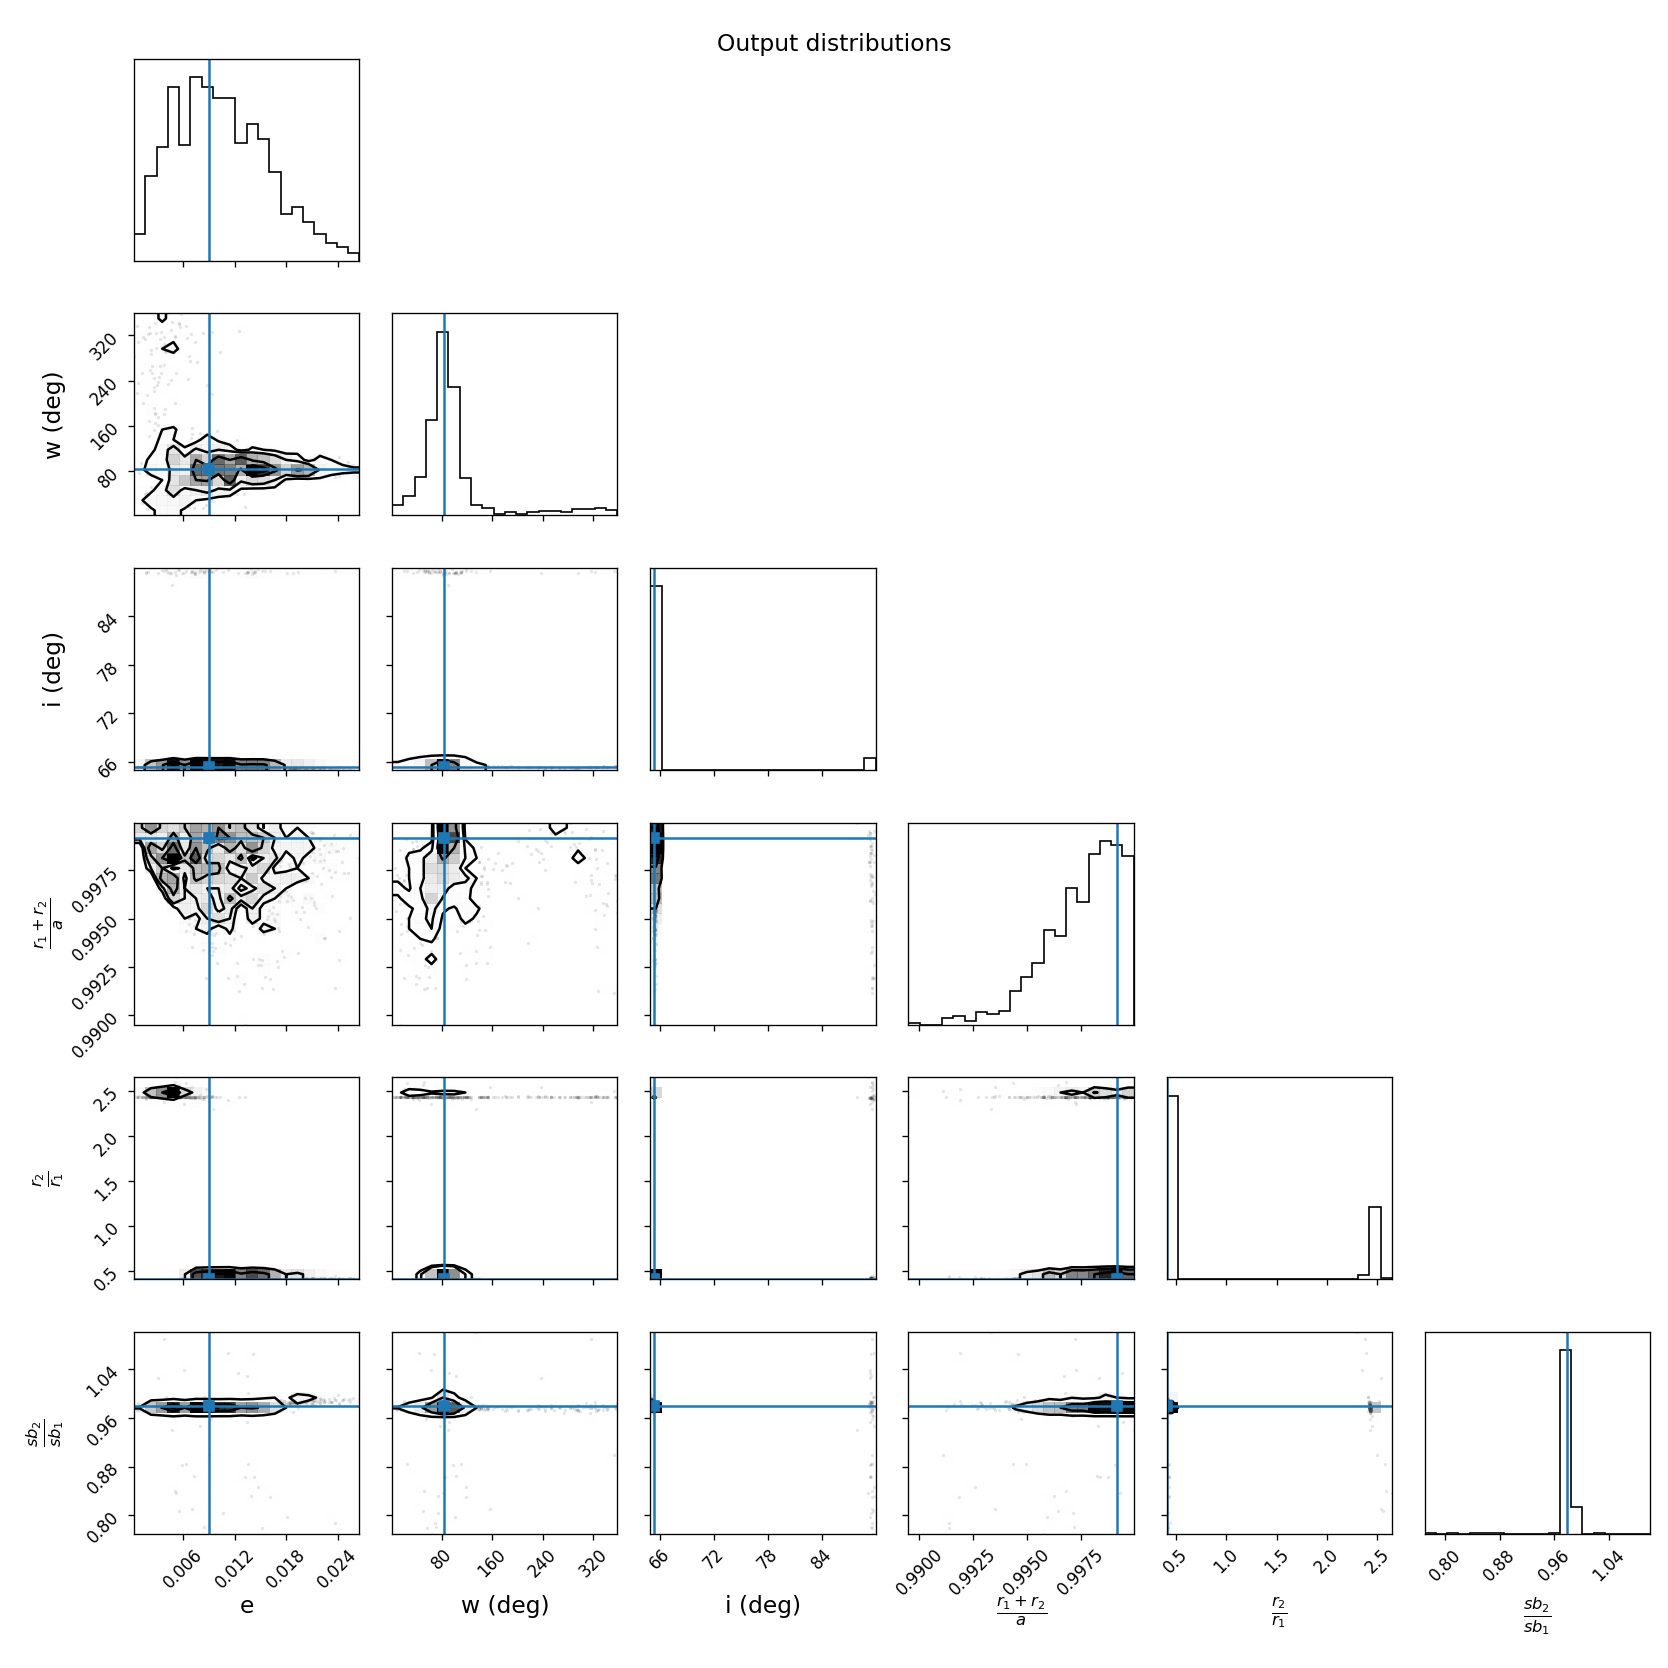 Output distributions
w (deg)
320
240
160
80
i (deg)
84
78
72
66
r₁ + r₂
a
0.9975
0.9950
0.9925
0.9900
r₂
r₁
2.5
2.0
1.5
1.0
0.5
sb₂
sb₁
1.04
0.96
0.88
0.80
0.006 0.012 0.018 0.024
e
80 160 240 320
w (deg)
66 72 78 84
i (deg)
0.9900 0.9925 0.9950 0.9975
r₁ + r₂
a
0.5 1.0 1.5 2.0 2.5
r₂
r₁
0.80 0.88 0.96 1.04
sb₂
sb₁